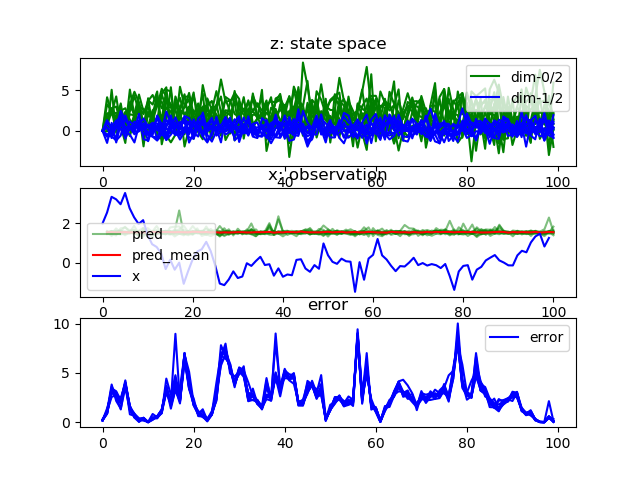 z: state space
5
0
dim-0/2
dim-1/2
0 20 40 60 80 100
x: observation
2
0
pred
pred_mean
x
0 20 40 60 80 100
error
10
5
0
error
0 20 40 60 80 100